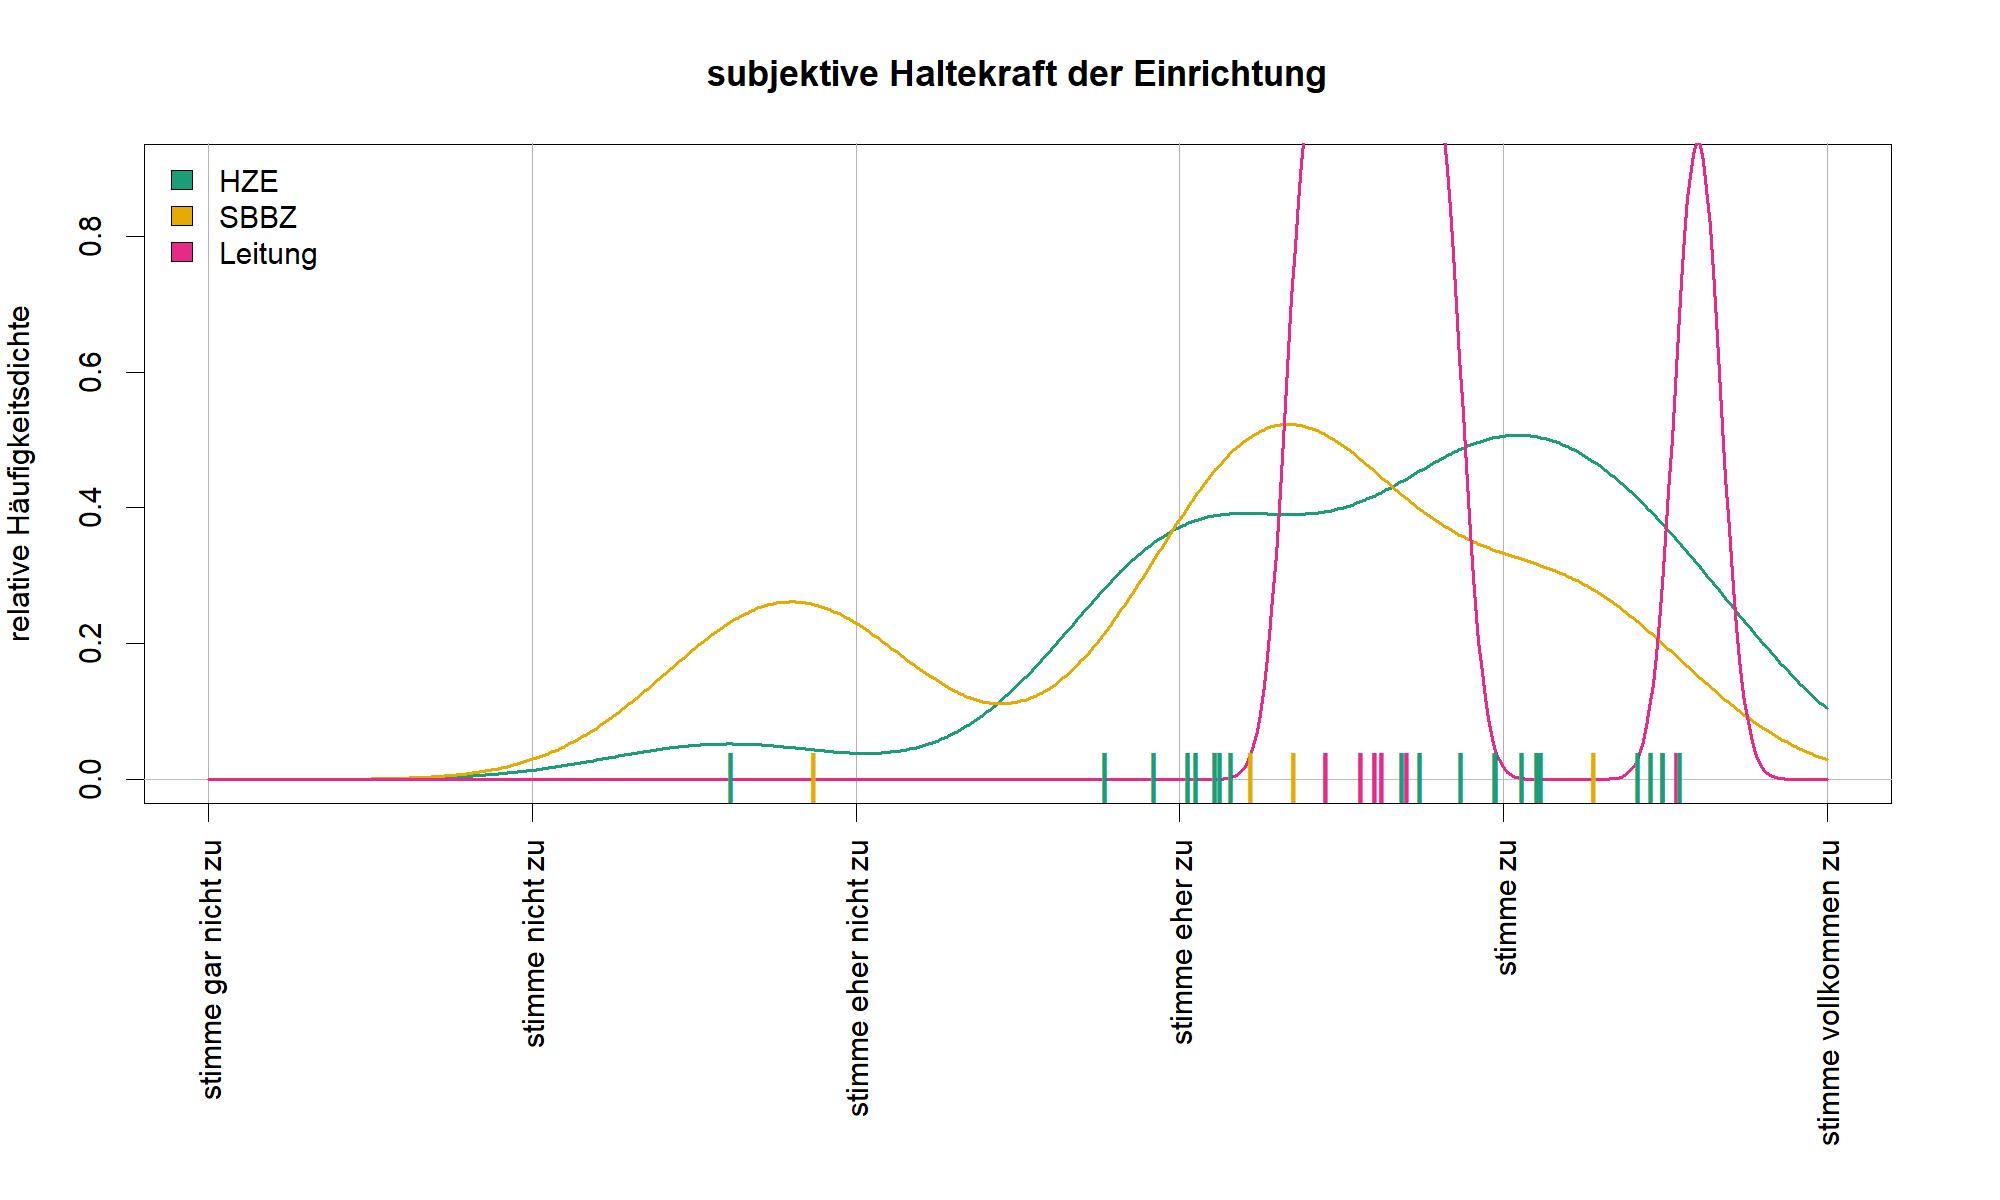 subjektive Haltekraft der Einrichtung
HZE
SBBZ
Leitung
relative Häufigkeitsdichte
0.8
0.6
0.4
0.2
0.0
stimme gar nicht zu
stimme nicht zu
stimme eher nicht zu
stimme eher zu
stimme zu
stimme vollkommen zu